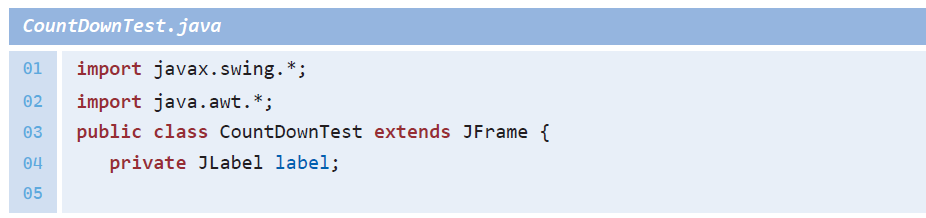 CountDownTest.java
01 import javax.swing.*;
02 import java.awt.*;
03 public class CountDownTest extends JFrame {
04 private JLabel label;
05